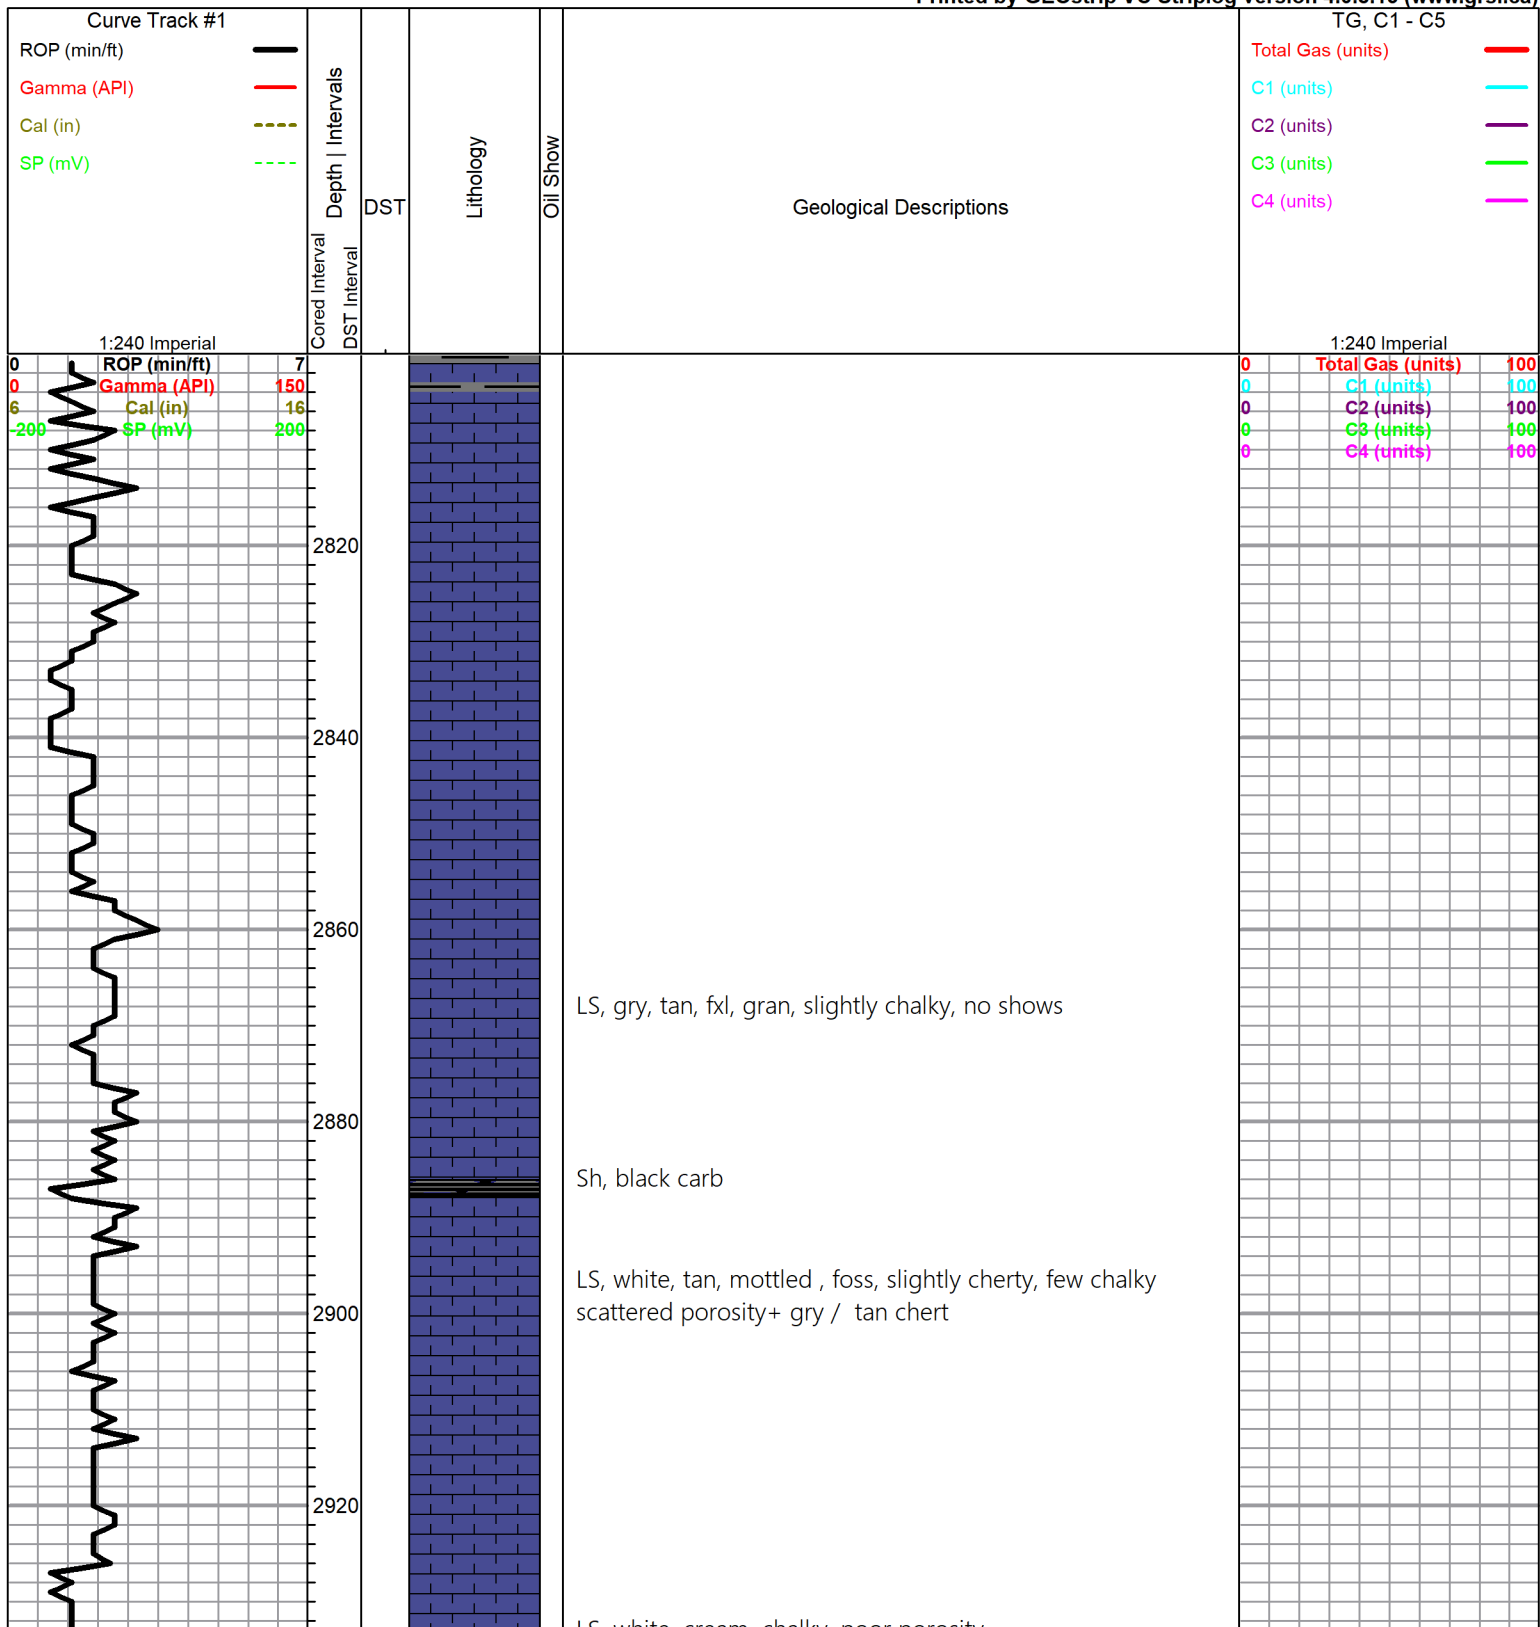 Curve Track #1
ROP (min/ft)
Gamma (API)
Cal (in)
SP (mV)
1:240 Imperial
Cored Interval
Depth | Intervals
DST Interval
DST
Lithology
Oil Show
Geological Descriptions
TG, C1 - C5
Total Gas (units)
C1 (units)
C2 (units)
C3 (units)
C4 (units)
1:240 Imperial
0 ROP (min/ft) 7
0 Gamma (API) 150
6 Cal (in) 16
-200 SP (mV) 200
0 Total Gas (units) 100
0 C1 (units) 100
0 C2 (units) 100
0 C3 (units) 100
0 C4 (units) 100
2820
2840
2860
LS, gry, tan, fxl, gran, slightly chalky, no shows
2880
Sh, black carb
LS, white, tan, mottled , foss, slightly cherty, few chalky
scattered porosity+ gry / tan chert
2900
2920
LS, white, cream, chalky, poor porosity